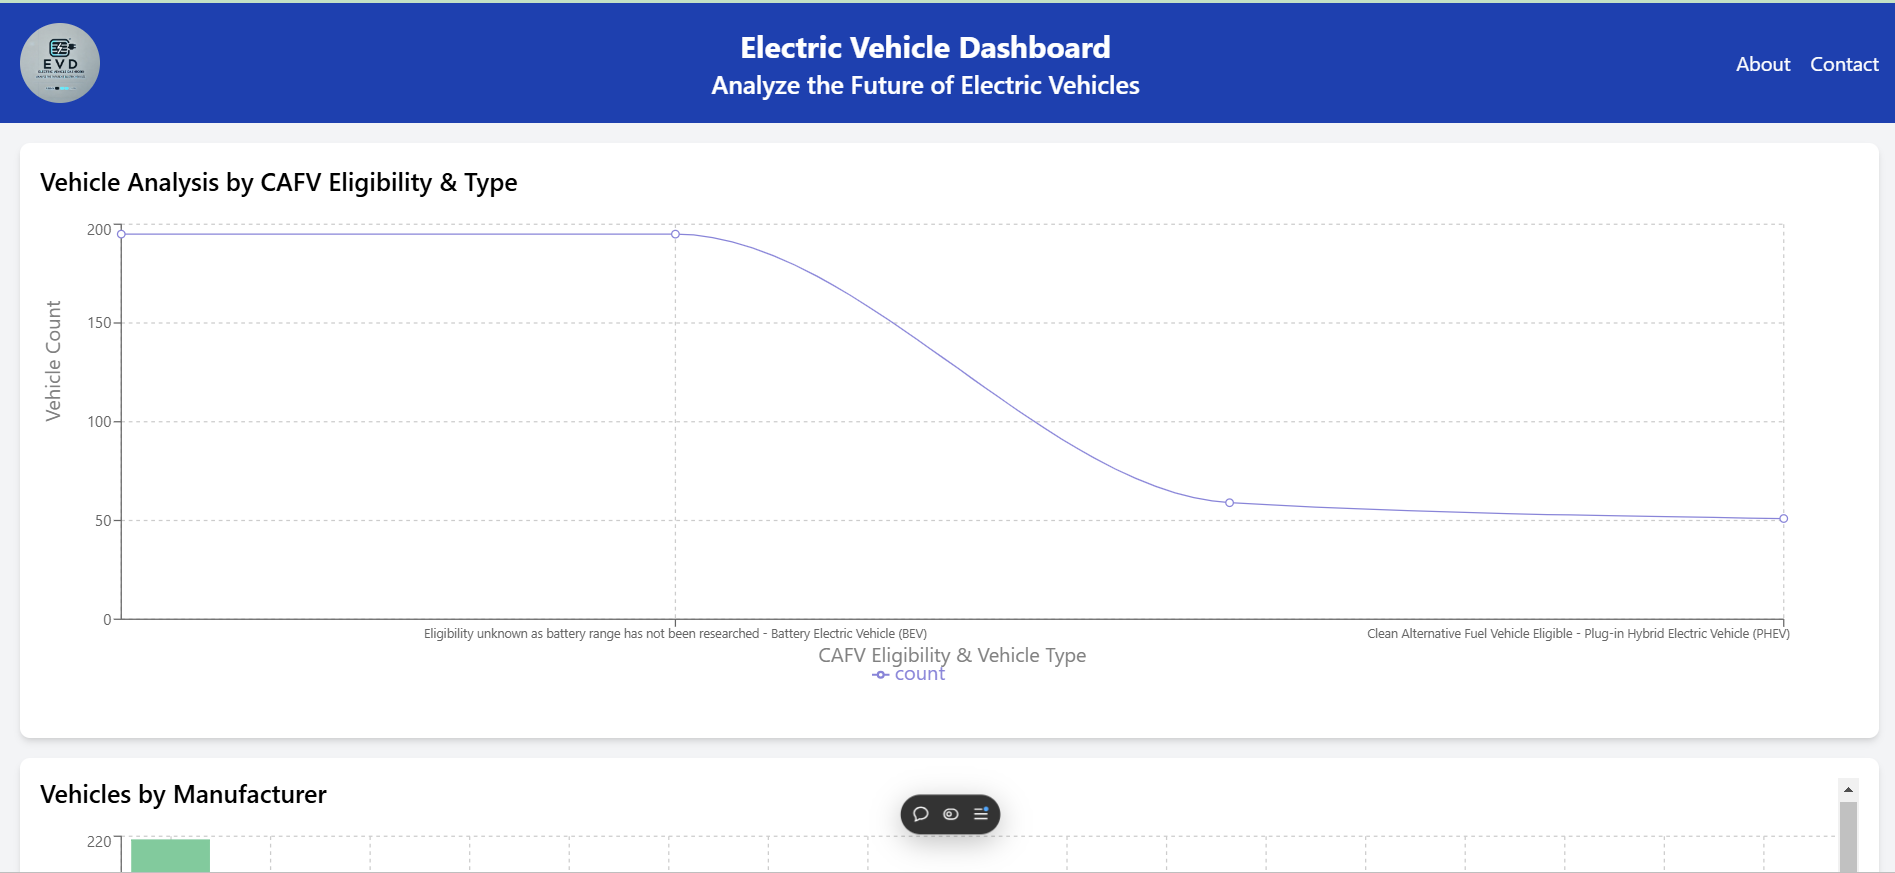 EVD
Electric Vehicle Dashboard
Analyze the Future of Electric Vehicles
About
Contact
Vehicle Analysis by CAFV Eligibility & Type
200
150
100
50
0
Vehicle Count
Eligibility unknown as battery range has not been researched - Battery Electric Vehicle (BEV)
Clean Alternative Fuel Vehicle Eligible - Plug-in Hybrid Electric Vehicle (PHEV)
CAFV Eligibility & Vehicle Type
count
Vehicles by Manufacturer
220